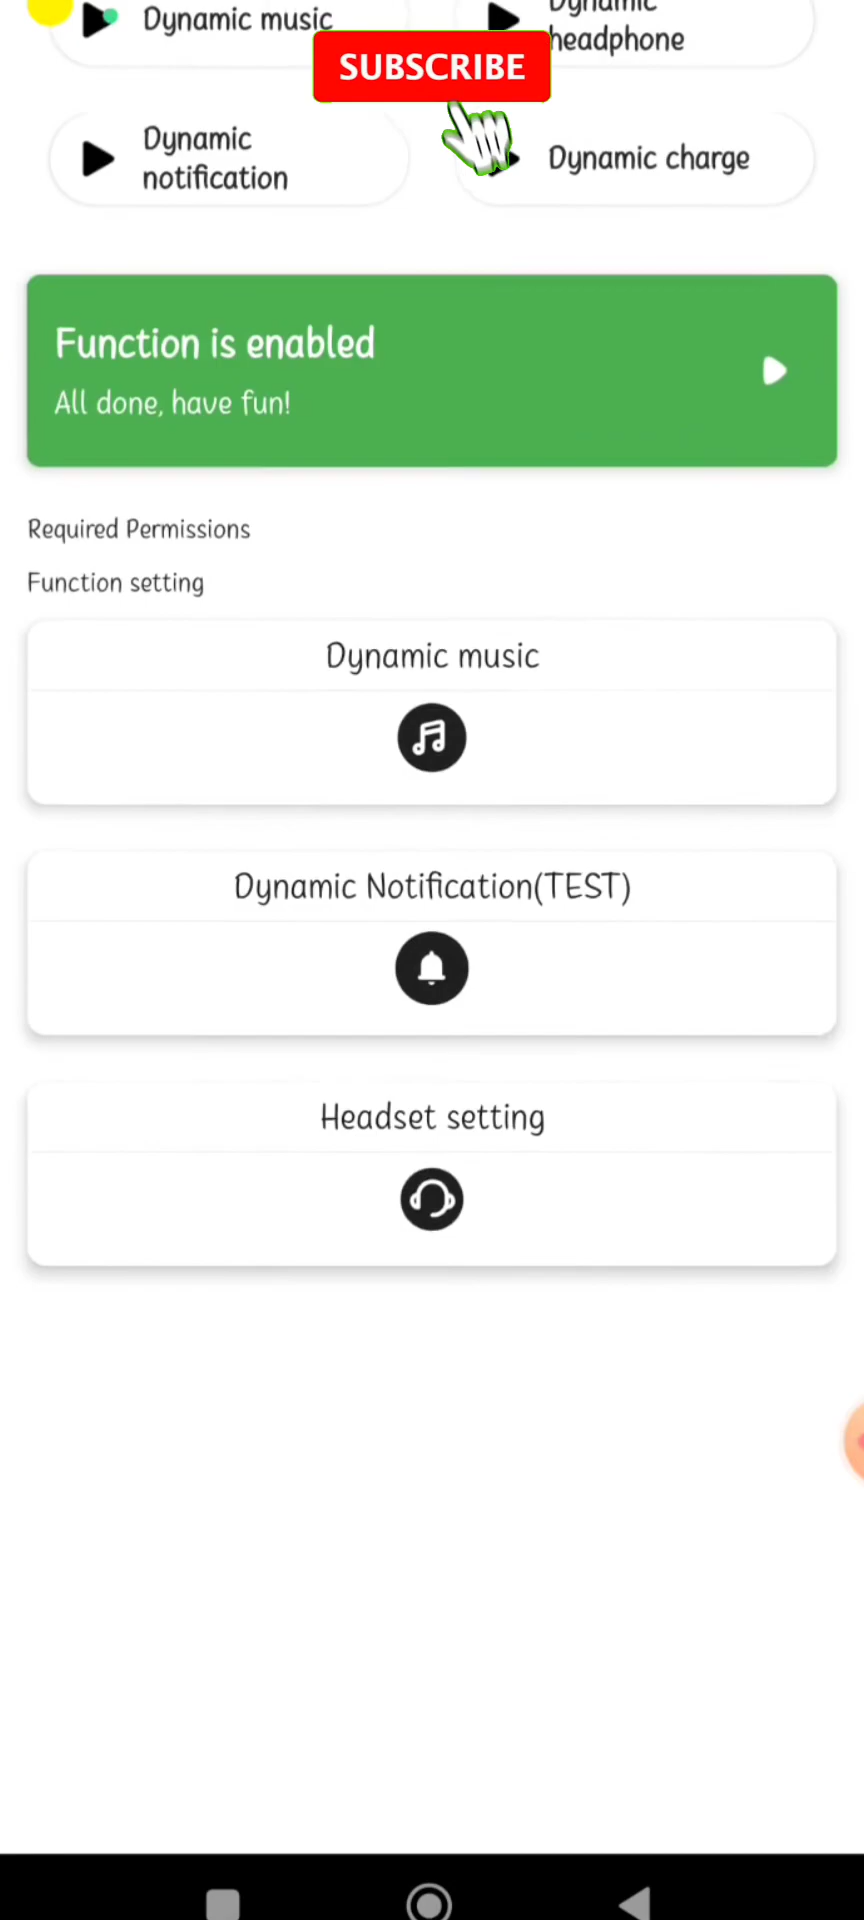 Dynamic music
Dynamic
headphone
SUBSCRIBE
Dynamic
notification
Dynamic charge
Function is enabled
All done, have fun!
Required Permissions
Function setting
Dynamic music
Dynamic Notification(TEST)
Headset setting